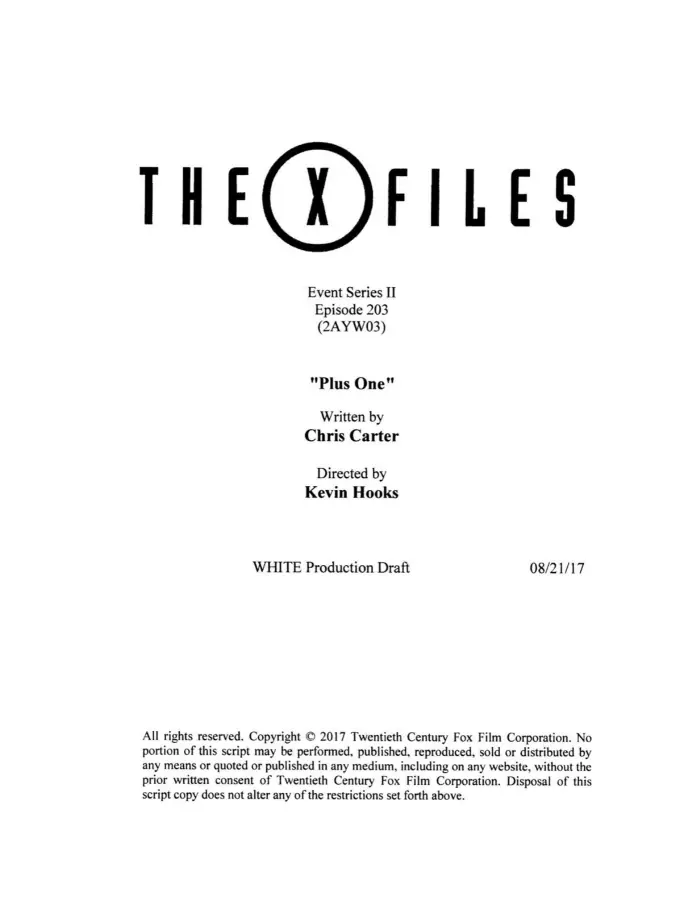 THE X FILES
Event Series II
Episode 203
(2AYW03)
"Plus One"
Written by
Chris Carter
Directed by
Kevin Hooks
WHITE Production Draft 08/21/17
All rights reserved. Copyright © 2017 Twentieth Century Fox Film Corporation. No
portion of this script may be performed, published, reproduced, sold or distributed by
any means or quoted or published in any medium, including on any website, without the
prior written consent of Twentieth Century Fox Film Corporation. Disposal of this
script copy does not alter any of the restrictions set forth above.